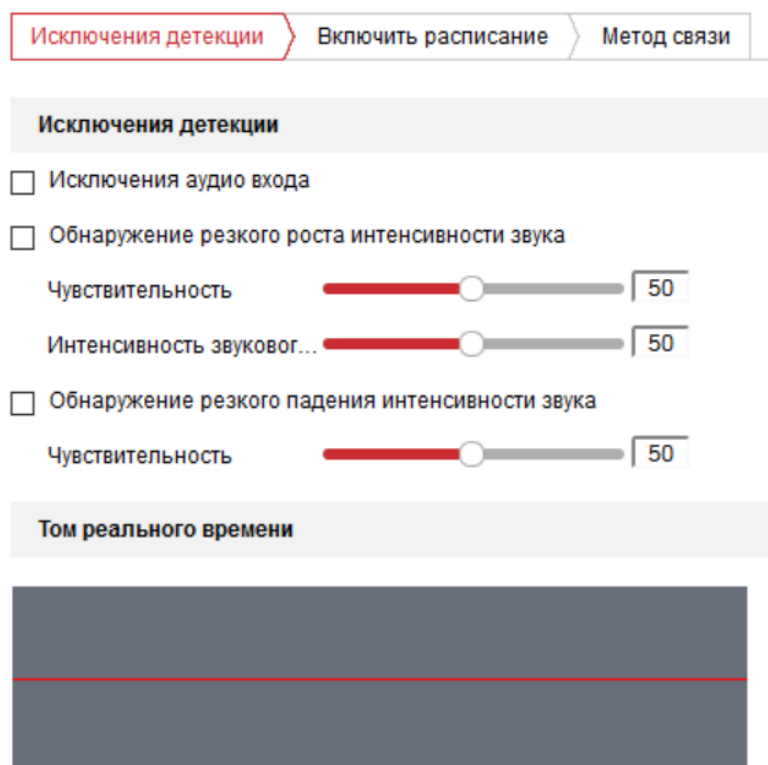 Исключения детекции Включить расписание Метод связи
Исключения детекции
Исключения аудио входа
Обнаружение резкого роста интенсивности звука
Чувствительность 50
Интенсивность звуковог... 50
Обнаружение резкого падения интенсивности звука
Чувствительность 50
Том реального времени